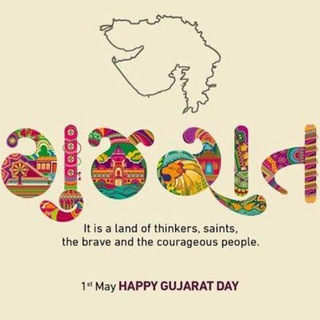 ગુજરાત
It is a land of thinkers, saints,
the brave and the courageous people.
1st May HAPPY GUJARAT DAY